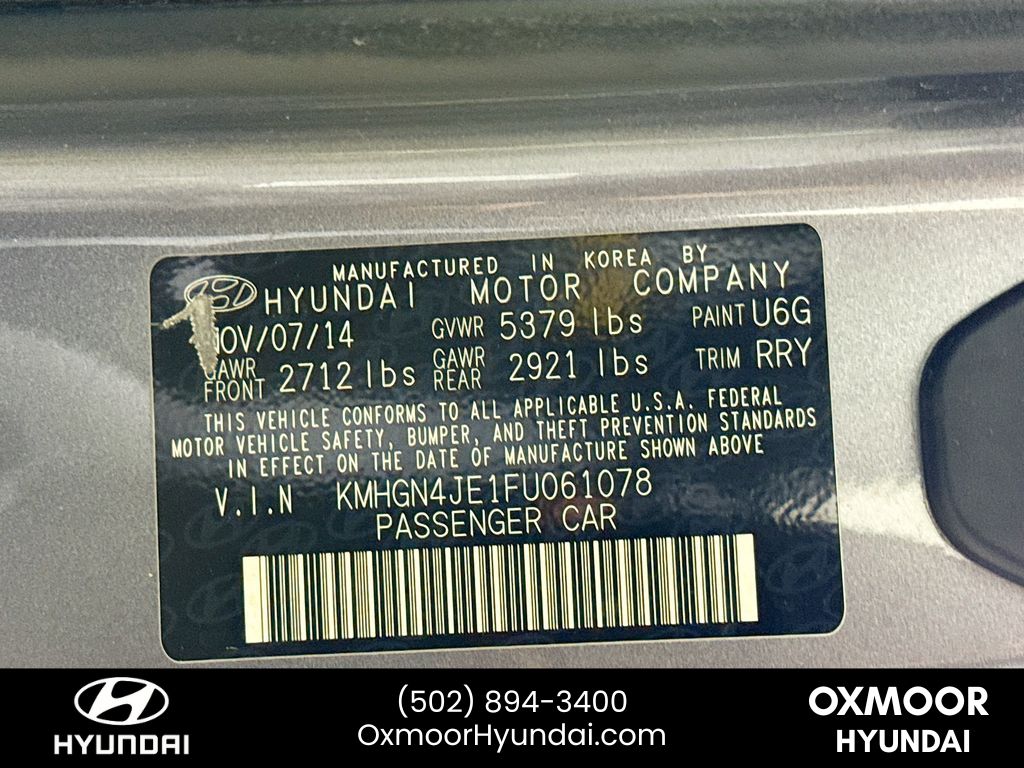 MANUFACTURED IN KOREA BY
HYUNDAI MOTOR COMPANY
NOV/07/14 GVWR 5379 lbs PAINT U6G
GAWR FRONT 2712 lbs GAWR REAR 2921 lbs TRIM RRY
THIS VEHICLE CONFORMS TO ALL APPLICABLE U.S.A. FEDERAL
MOTOR VEHICLE SAFETY, BUMPER, AND THEFT PREVENTION STANDARDS
IN EFFECT ON THE DATE OF MANUFACTURE SHOWN ABOVE
V.I.N KMHGN4JE1FU061078
PASSENGER CAR
HYUNDAI
(502) 894-3400
OxmoorHyundai.com
OXMOOR
HYUNDAI